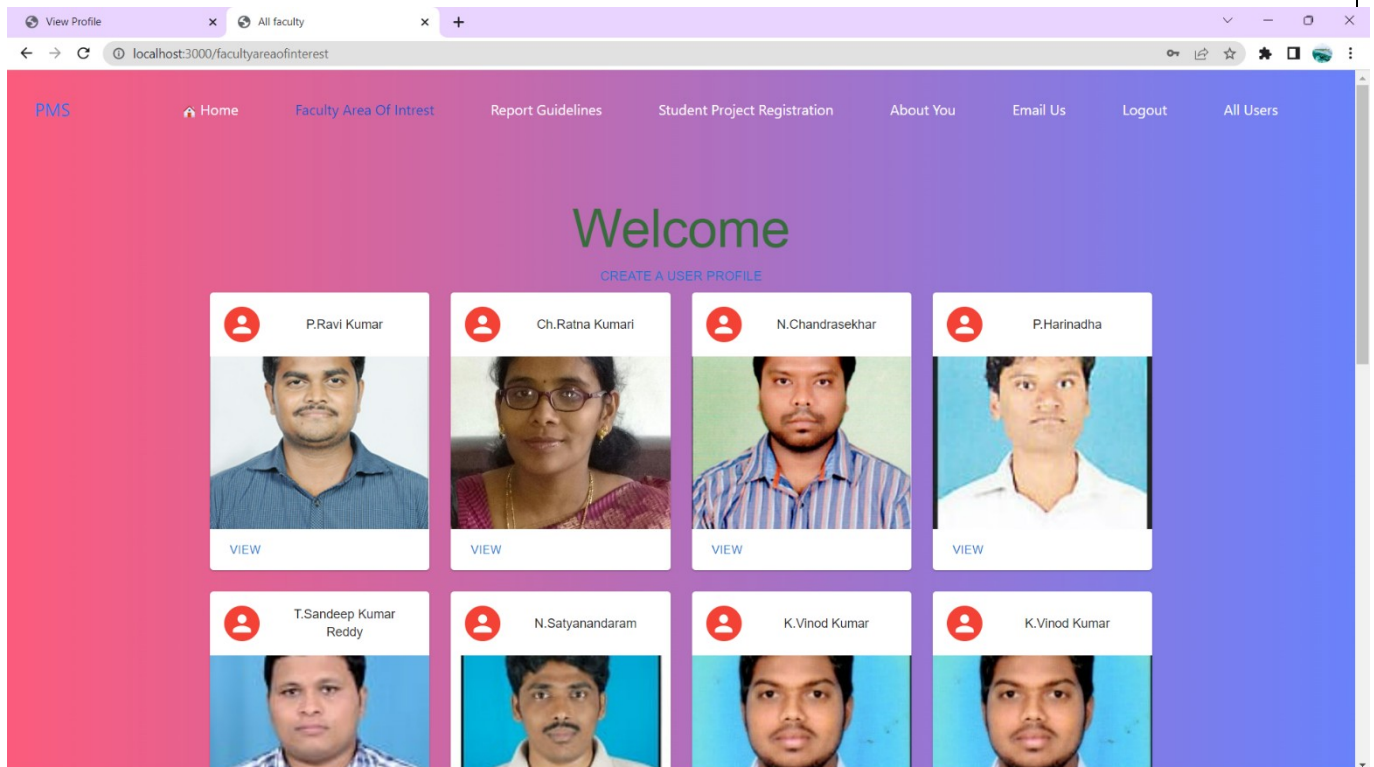 View Profile
All faculty
localhost:3000/facultyareaofinterest
PMS
Home
Faculty Area Of Intrest
Report Guidelines
Student Project Registration
About You
Email Us
Logout
All Users
Welcome
CREATE A USER PROFILE
P.Ravi Kumar
Ch.Ratna Kumari
N.Chandrasekhar
P.Harinadha
VIEW
VIEW
VIEW
VIEW
T.Sandeep Kumar
Reddy
N.Satyanandaram
K.Vinod Kumar
K.Vinod Kumar